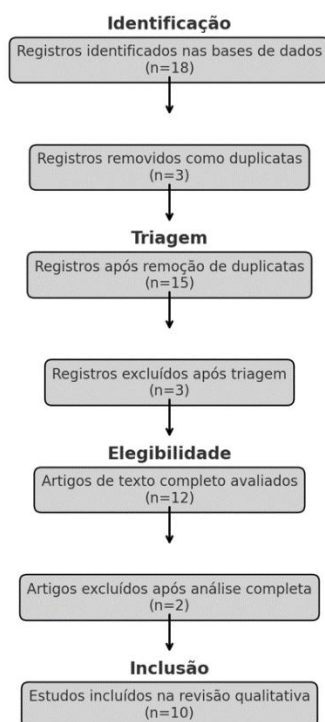 Identificação
Registros identificados nas bases de dados
(n=18)
Registros removidos como duplicatas
(n=3)
Triagem
Registros após remoção de duplicatas
(n=15)
Registros excluídos após triagem
(n=3)
Elegibilidade
Artigos de texto completo avaliados
(n=12)
Artigos excluídos após análise completa
(n=2)
Inclusão
Estudos incluídos na revisão qualitativa
(n=10)